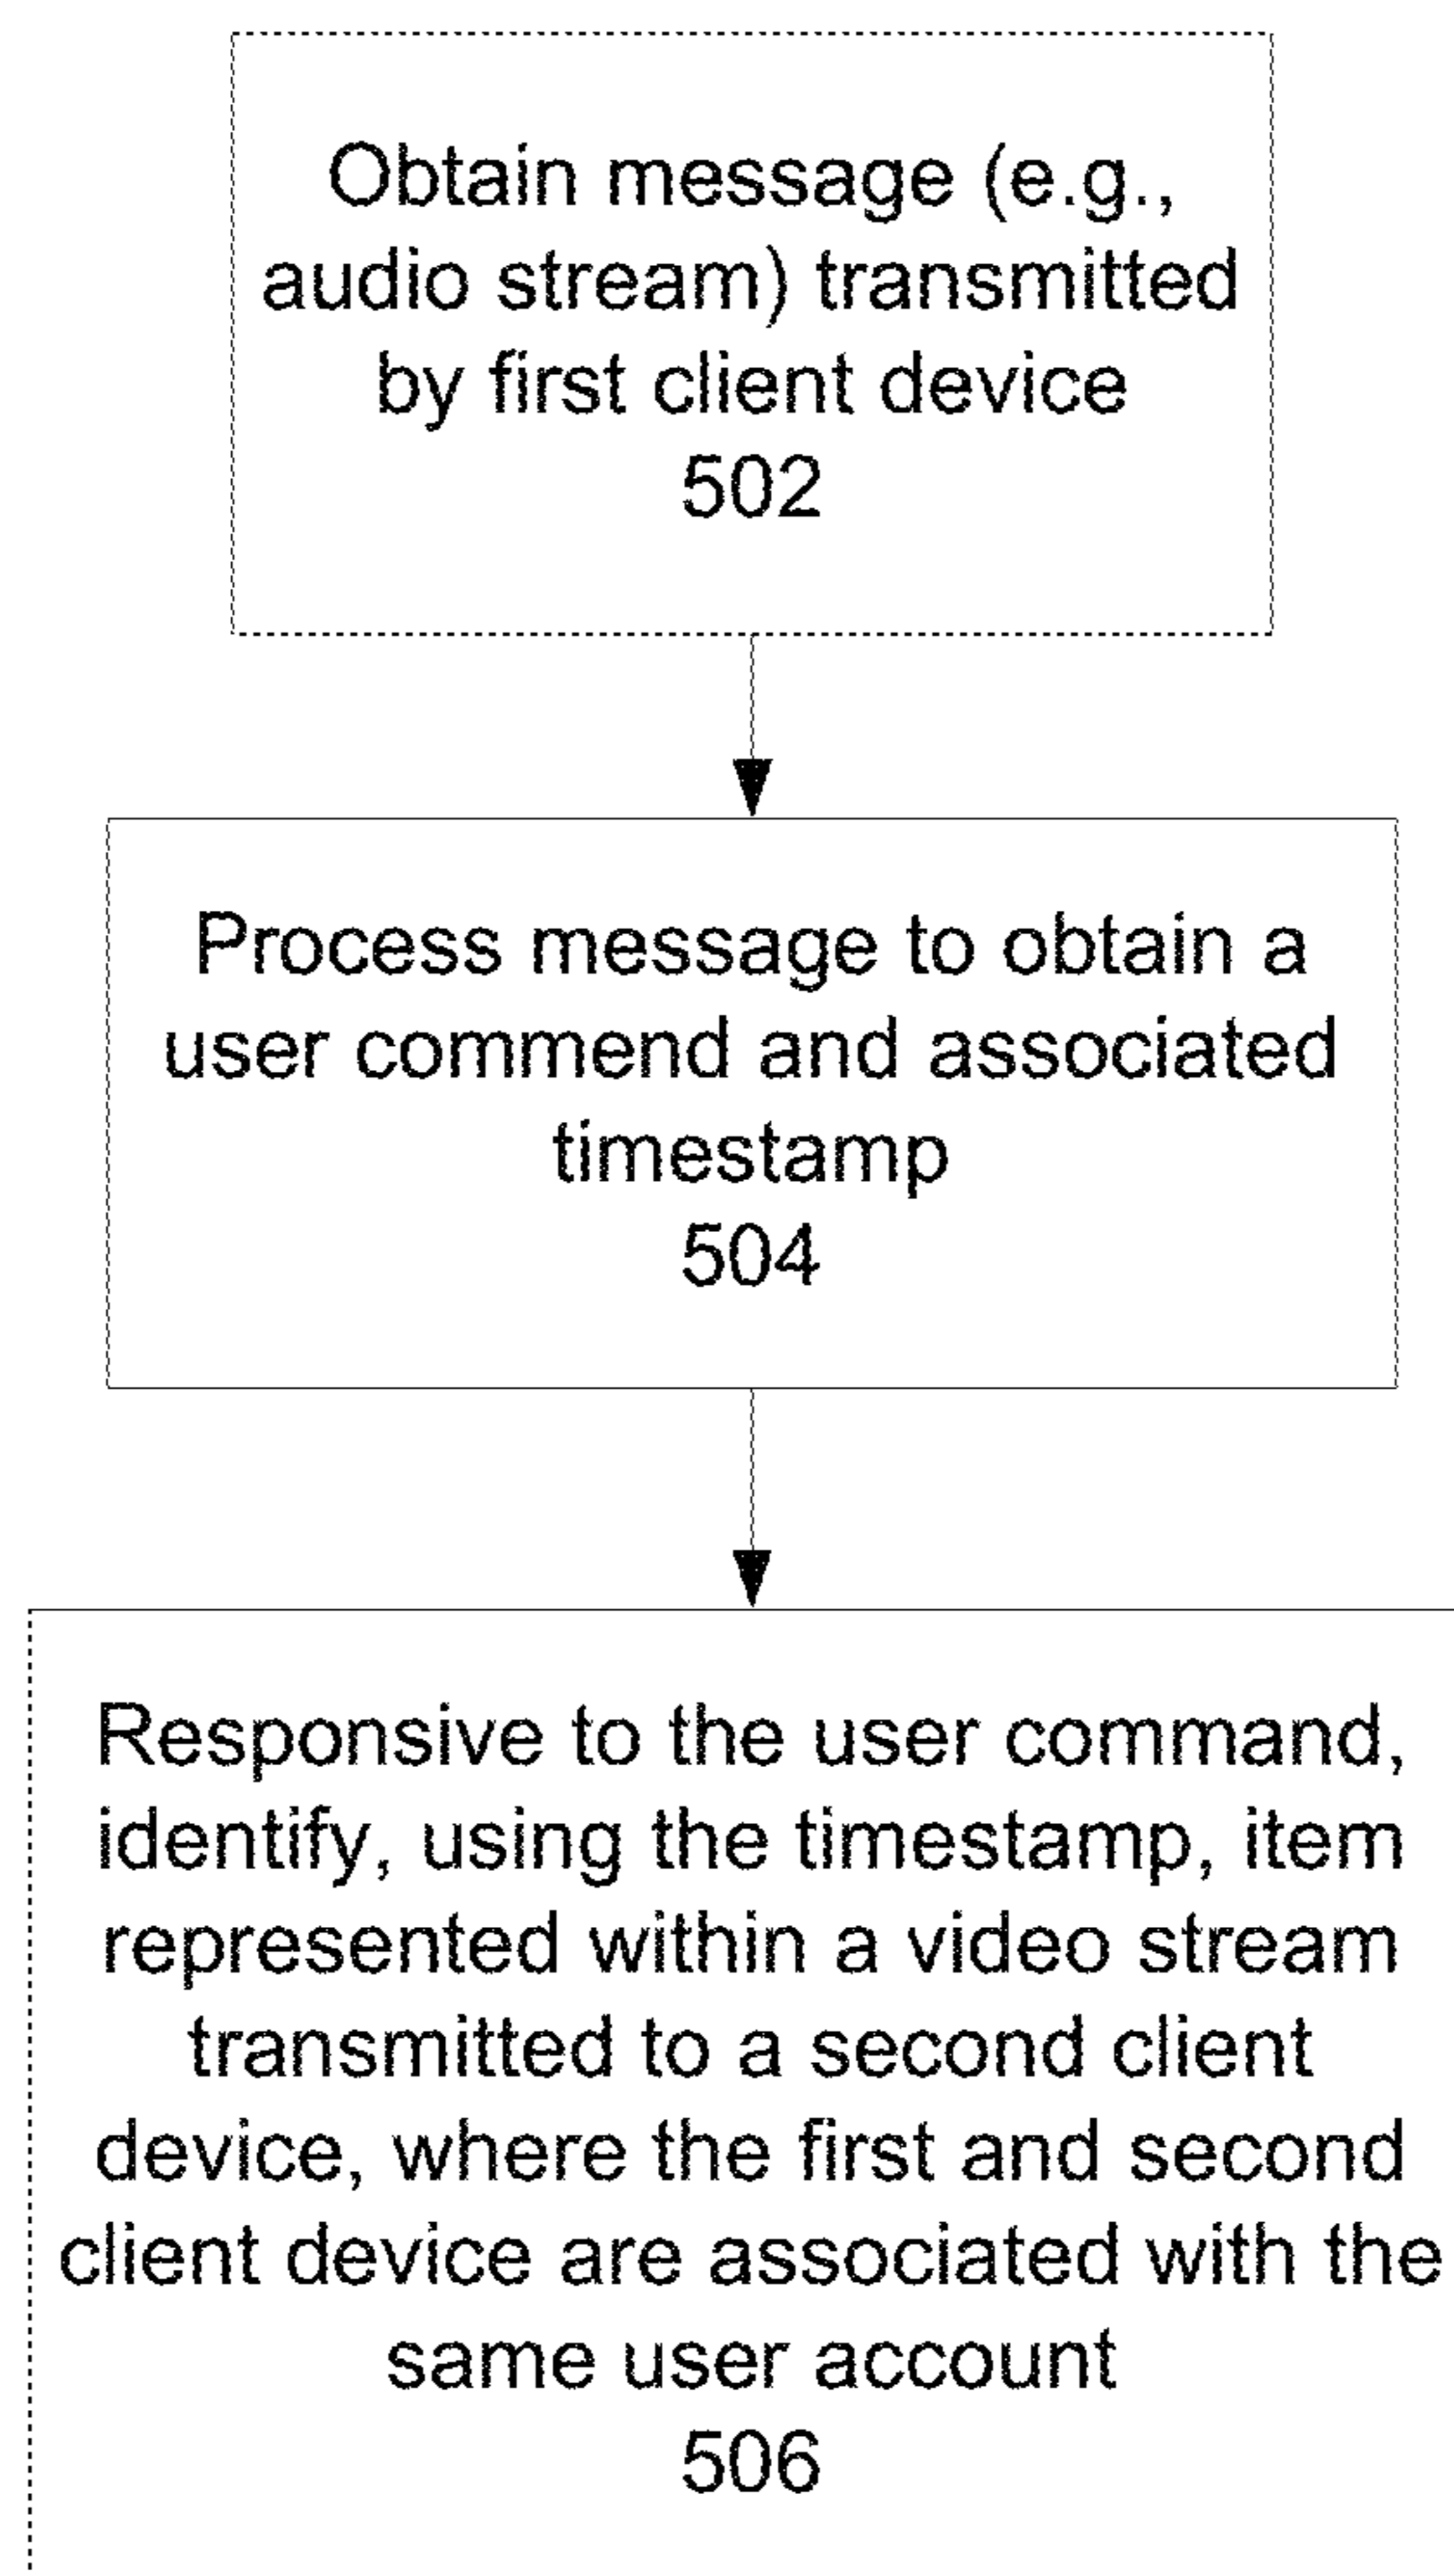 Obtain message (e.g.,
audio stream) transmitted
by first client device
502
Process message to obtain a
user commend and associated
timestamp
504
Responsive to the user command,
identify, using the timestamp, item
represented within a video stream
transmitted to a second client
device, where the first and second
client device are associated with the
same user account
506